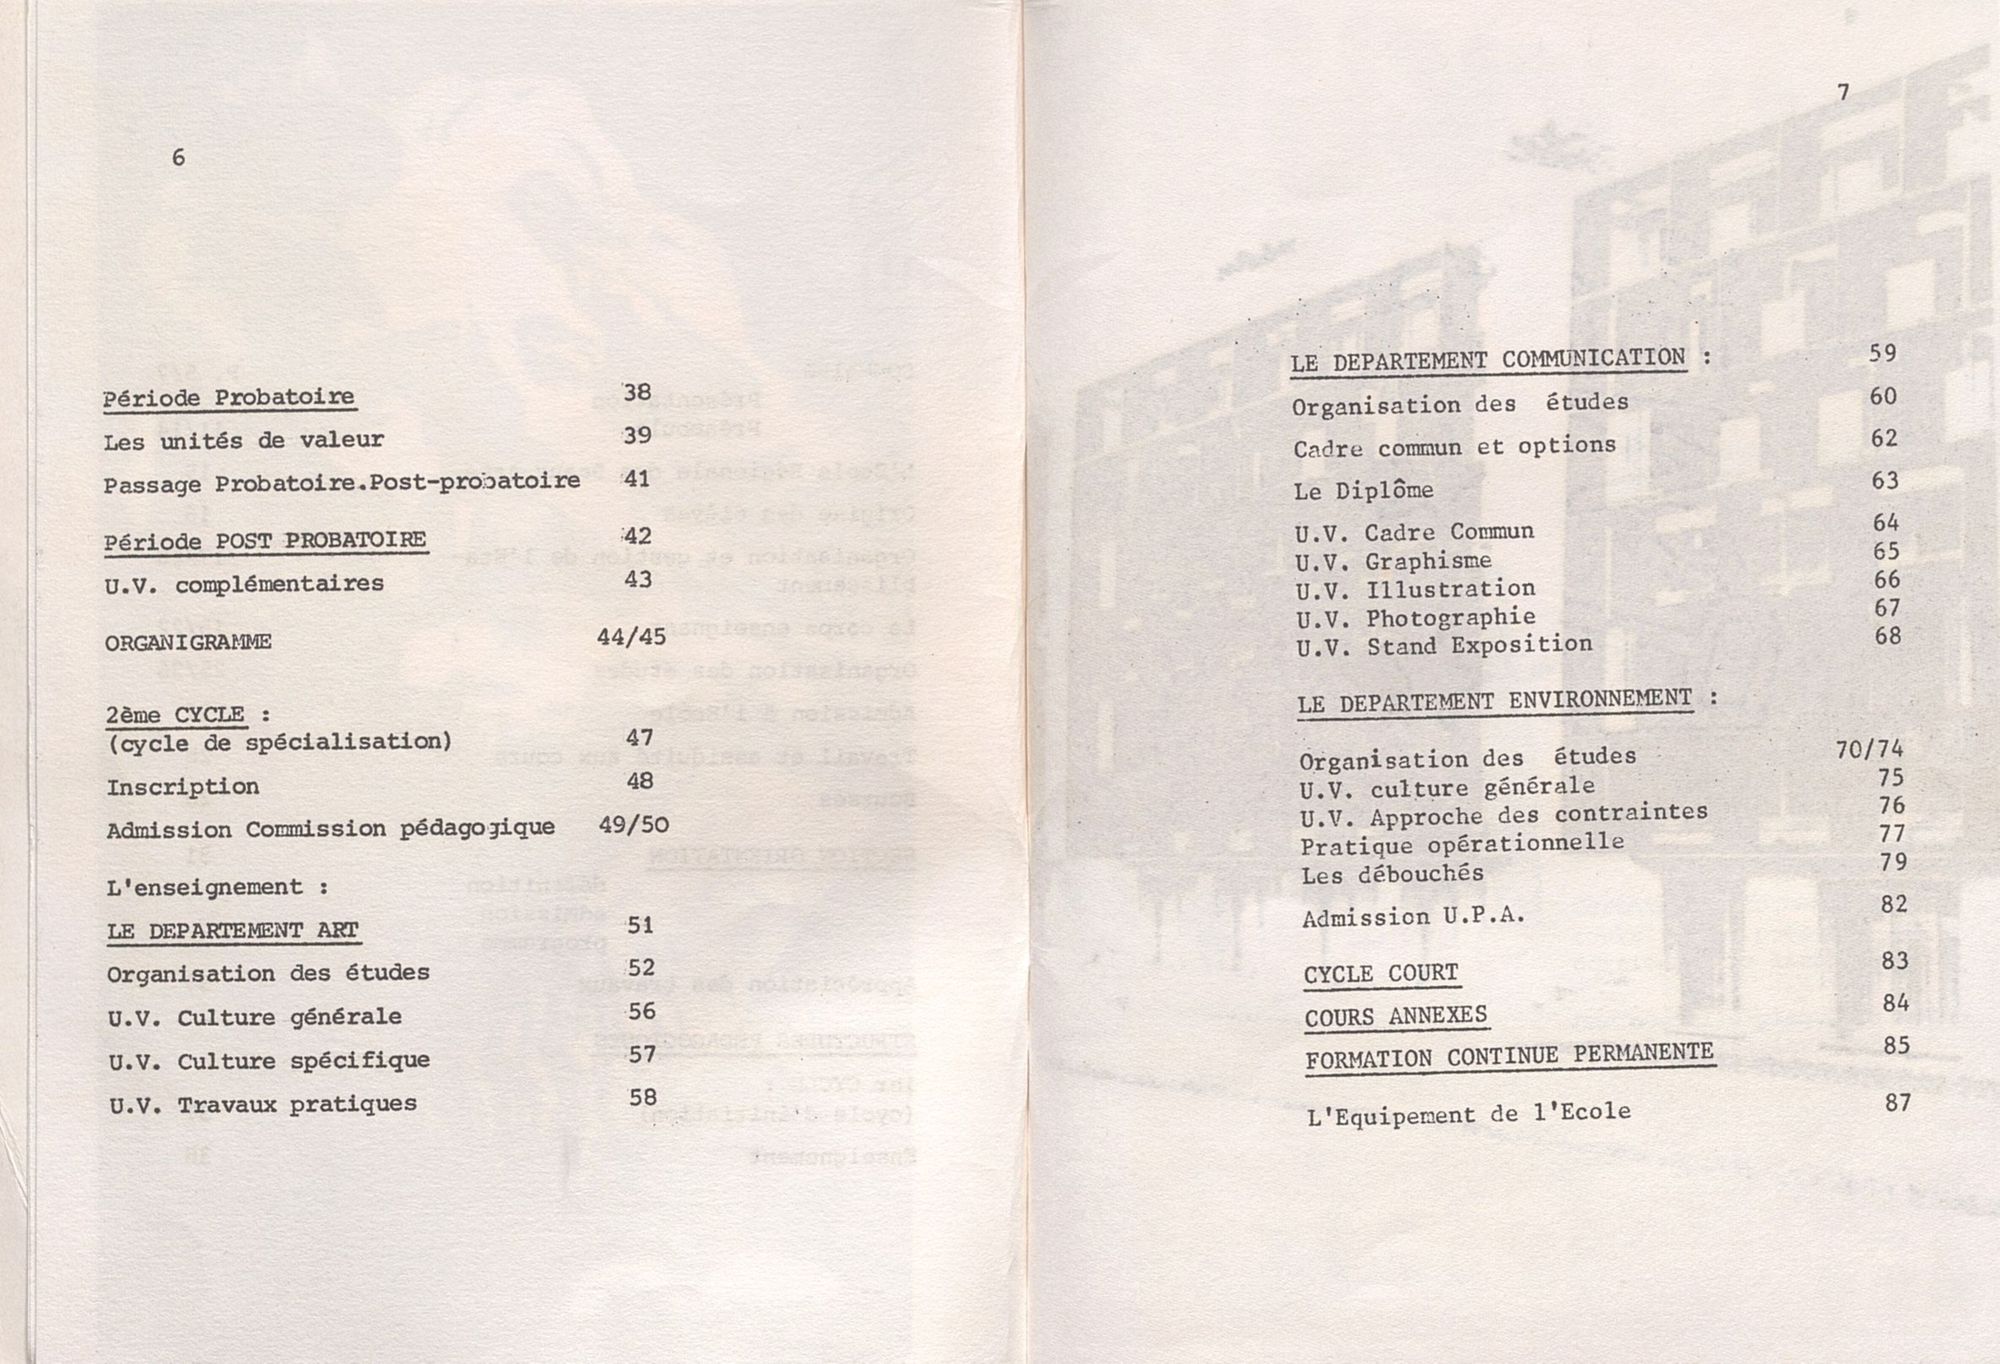 6
Période Probatoire 38
Les unités de valeur 39
Passage Probatoire.Post-probatoire 41
Période POST PROBATOIRE 42
U.V. complémentaires 43
ORGANIGRAMME 44/45
2ème CYCLE :
(cycle de spécialisation) 47
Inscription 48
Admission Commission pédagogique 49/50
L'enseignement :
LE DEPARTEMENT ART 51
Organisation des études 52
U.V. Culture générale 56
U.V. Culture spécifique 57
U.V. Travaux pratiques 58
7
LE DEPARTEMENT COMMUNICATION : 59
Organisation des études 60
Cadre commun et options 62
Le Diplôme 63
U.V. Cadre Commun 64
U.V. Graphisme 65
U.V. Illustration 66
U.V. Photographie 67
U.V. Stand Exposition 68
LE DEPARTEMENT ENVIRONNEMENT :
Organisation des études 70/74
U.V. culture générale 75
U.V. Approche des contraintes 76
Pratique opérationnelle 77
Les débouchés 79
Admission U.P.A. 82
CYCLE COURT 83
COURS ANNEXES 84
FORMATION CONTINUE PERMANENTE 85
L'Equipement de l'Ecole 87